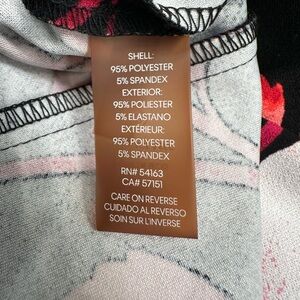 SHELL:
95% POLYESTER
5% SPANDEX
EXTERIOR:
95% POLIESTER
5% ELASTANO
EXTÉRIEUR:
95% POLYESTER
5% SPANDEX
RN# 54163
CA# 57151
CARE ON REVERSE
CUIDADO AL REVERSO
SOIN SUR L'INVERSE